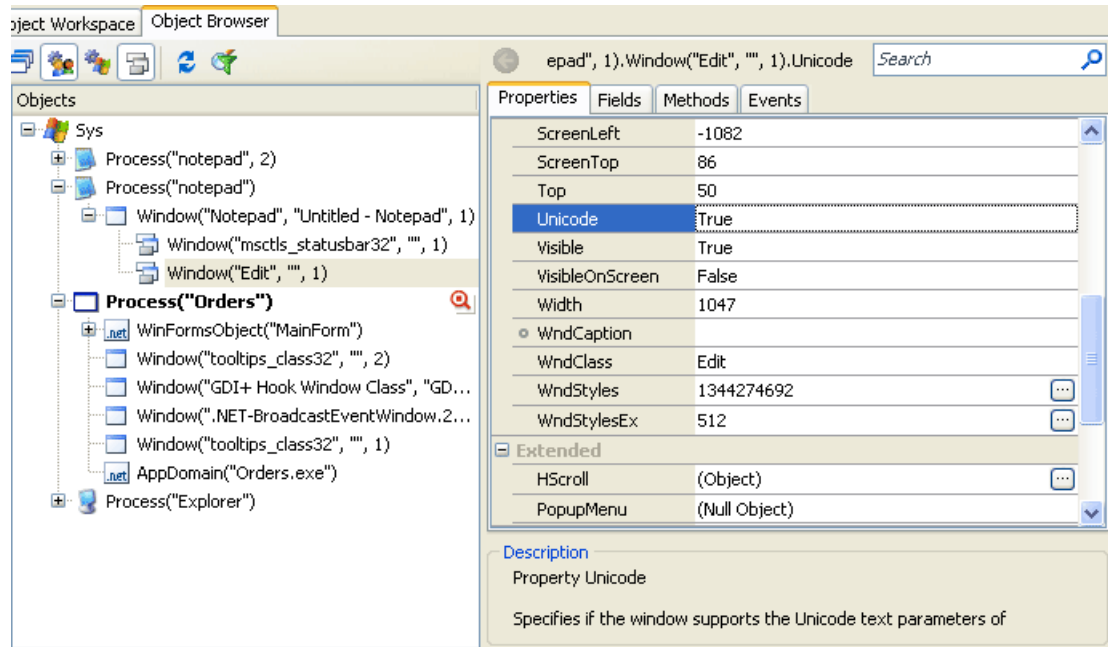 bject Workspace Object Browser
epad", 1).Window("Edit", "", 1).Unicode Search
Objects
Properties Fields Methods Events
Sys
Process("notepad", 2)
Process("notepad")
Window("Notepad", "Untitled - Notepad", 1)
Window("msctls_statusbar32", "", 1)
Window("Edit", "", 1)
Process("Orders")
.net WinFormsObject("MainForm")
Window("tooltips_class32", "", 2)
Window("GDI+ Hook Window Class", "GD...
Window(".NET-BroadcastEventWindow.2...
Window("tooltips_class32", "", 1)
.net AppDomain("Orders.exe")
Process("Explorer")
ScreenLeft -1082
ScreenTop 86
Top 50
Unicode True
Visible True
VisibleOnScreen False
Width 1047
WndCaption
WndClass Edit
WndStyles 1344274692 ...
WndStylesEx 512 ...
Extended
HScroll (Object) ...
PopupMenu (Null Object)
Description
Property Unicode
Specifies if the window supports the Unicode text parameters of